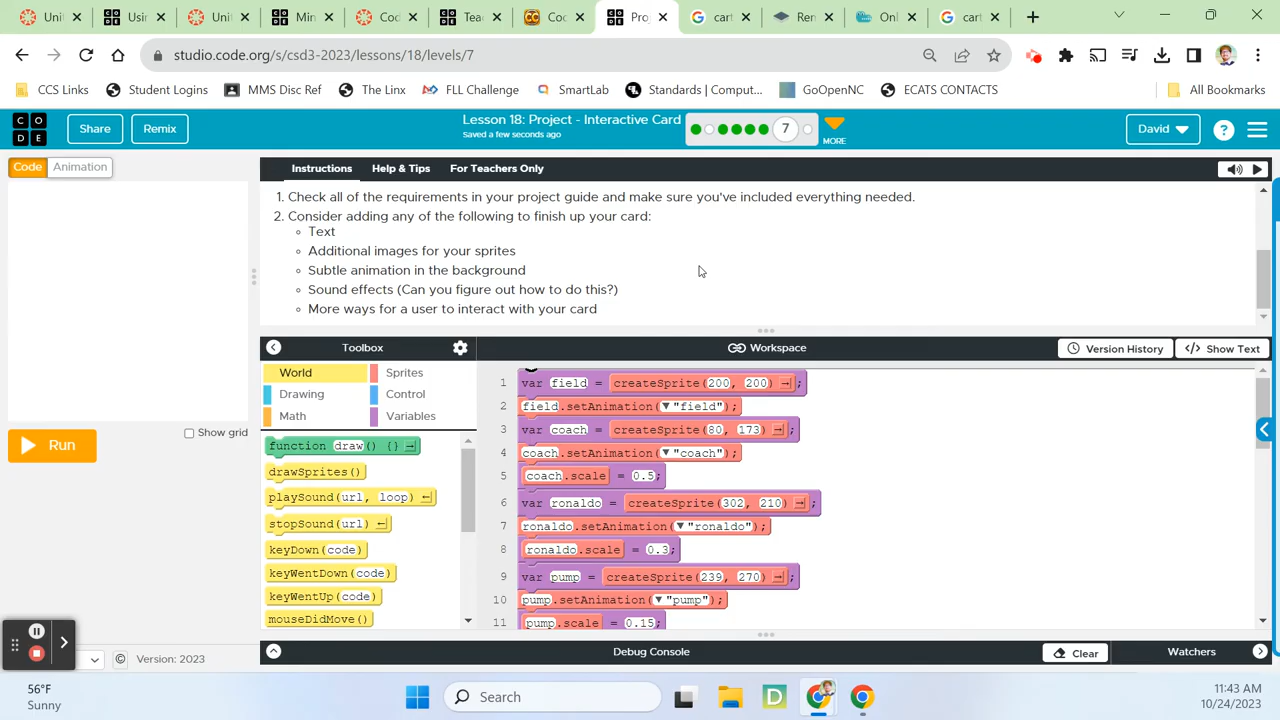 Uni
Usin
Uni
Min
Coc
Tea
Coc
Pro
cart
Ren
Onl
cart
studio.code.org/s/csd3-2023/lessons/18/levels/7
CCS Links
Student Logins
MMS Disc Ref
The Linx
FLL Challenge
SmartLab
Standards | Comput...
GoOpenNC
ECATS CONTACTS
All Bookmarks
C O
D E
Share
Remix
Lesson 18: Project - Interactive Card
Saved a few seconds ago
7
MORE
David
?
Code
Animation
Instructions
Help & Tips
For Teachers Only
1. Check all of the requirements in your project guide and make sure you've included everything needed.
2. Consider adding any of the following to finish up your card:
Text
Additional images for your sprites
Subtle animation in the background
Sound effects (Can you figure out how to do this?)
More ways for a user to interact with your card
Toolbox
Workspace
Version History
</> Show Text
World
Sprites
Drawing
Control
Math
Variables
Run
Show grid
function draw() {}
drawSprites()
playSound(url, loop)
stopSound(url)
keyDown(code)
keyWentDown(code)
keyWentUp(code)
mouseDidMove()
1 var field = createSprite(200, 200);
2 field.setAnimation("field");
3 var coach = createSprite(80, 173);
4 coach.setAnimation("coach");
5 coach.scale = 0.5;
6 var ronaldo = createSprite(302, 210);
7 ronaldo.setAnimation("ronaldo");
8 ronaldo.scale = 0.3;
9 var pump = createSprite(239, 270);
10 pump.setAnimation("pump");
11 pump.scale = 0.15;
Debug Console
Clear
Watchers
© Version: 2023
56°F
Sunny
Search
D
11:43 AM
10/24/2023